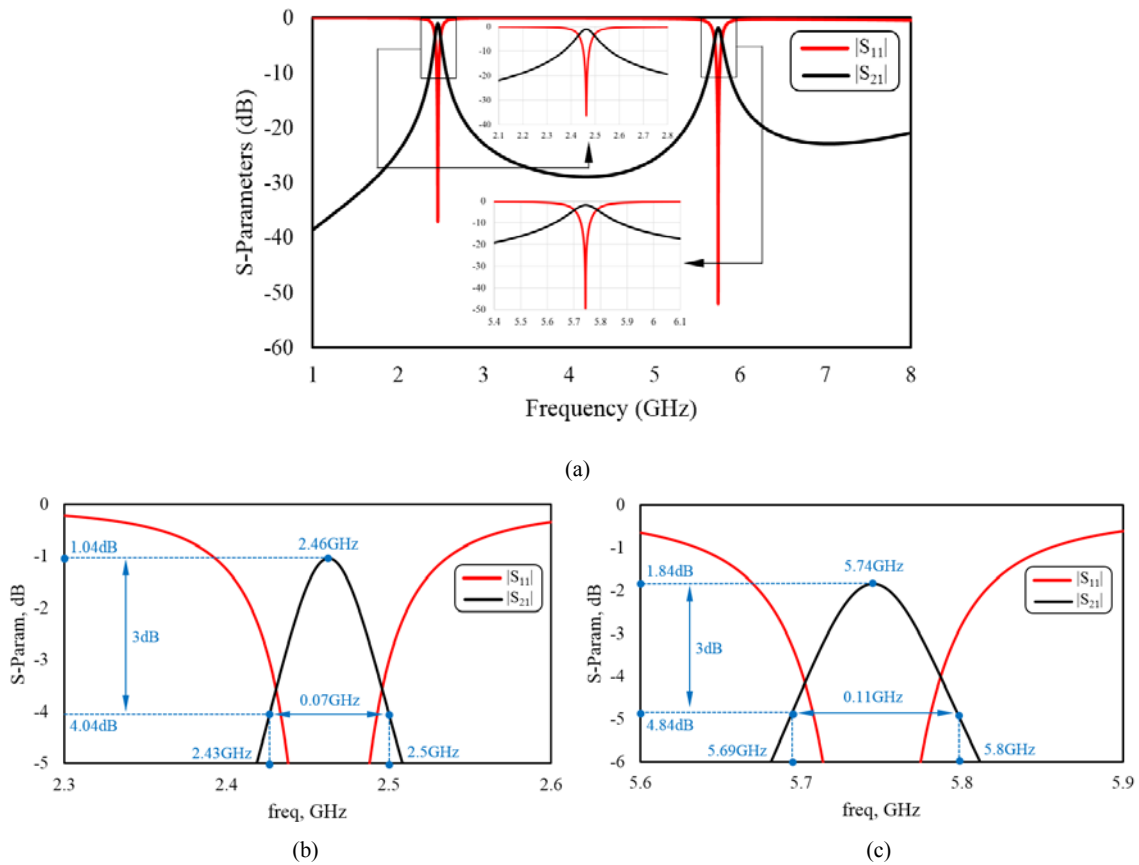 0
-10
-20
-30
-40
-50
-60
S-Parameters (dB)
1 2 3 4 5 6 7 8
Frequency (GHz)
|S11|
|S21|
0
-10
-20
-30
-40
2.1 2.2 2.3 2.4 2.5 2.6 2.7 2.8
0
-10
-20
-30
-40
-50
5.4 5.5 5.6 5.7 5.8 5.9 6 6.1
(a)
0
-1
-2
-3
-4
-5
S-Param, dB
1.04dB
2.46GHz
|S11|
|S21|
3dB
0.07GHz
4.04dB
2.43GHz
2.5GHz
2.3 2.4 2.5 2.6
freq, GHz
(b)
0
-1
-2
-3
-4
-5
-6
S-Param, dB
1.84dB
5.74GHz
|S11|
|S21|
3dB
0.11GHz
4.84dB
5.69GHz
5.8GHz
5.6 5.7 5.8 5.9
freq, GHz
(c)